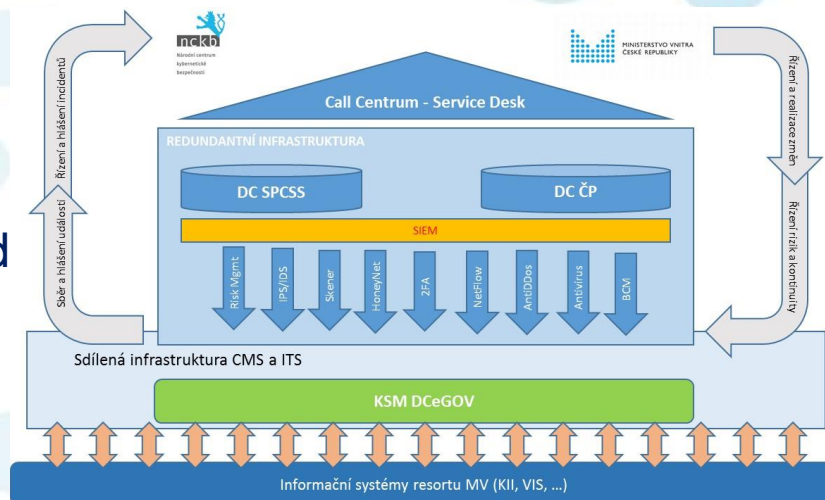 nckb
Národní centrum
kybernetické
bezpečnosti
MINISTERSTVO VNITRA
ČESKÉ REPUBLIKY
Call Centrum - Service Desk
REDUNDANTNÍ INFRASTRUKTURA
DC SPCSS
DC ČP
SIEM
Risk Mgmt
IPS/IDS
Skener
HoneyNet
2FA
NetFlow
AntiDDos
Antivirus
BCM
Sběr a hlášení událostí
Řízení a hlášení incidentů
Řízení a realizace změn
Řízení rizik a kontinuity
d
Sdílená infrastruktura CMS a ITS
KSM DCeGOV
Informační systémy resortu MV (KII, VIS, ...)